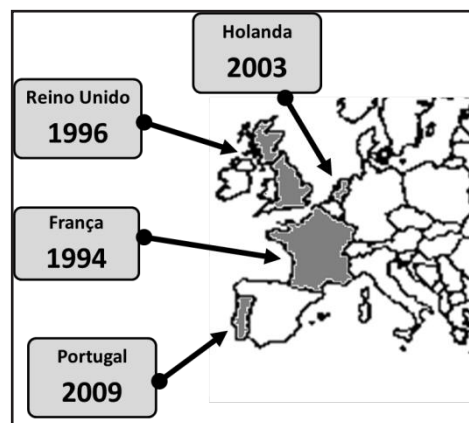 Holanda
2003
Reino Unido
1996
França
1994
Portugal
2009